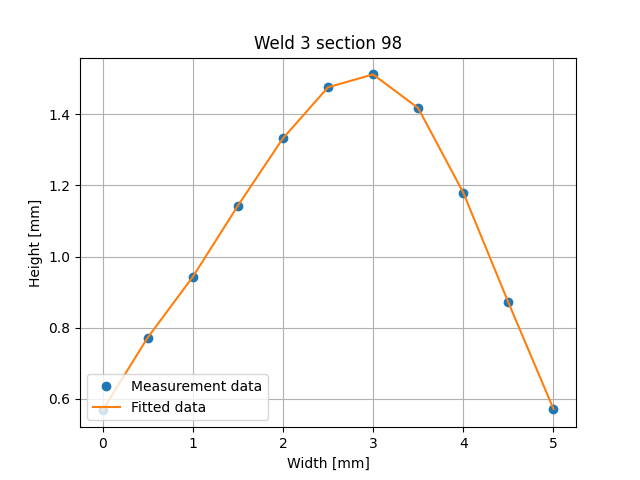 Weld 3 section 98
Height [mm]
1.4
1.2
1.0
0.8
0.6
Measurement data
Fitted data
0 1 2 3 4 5
Width [mm]